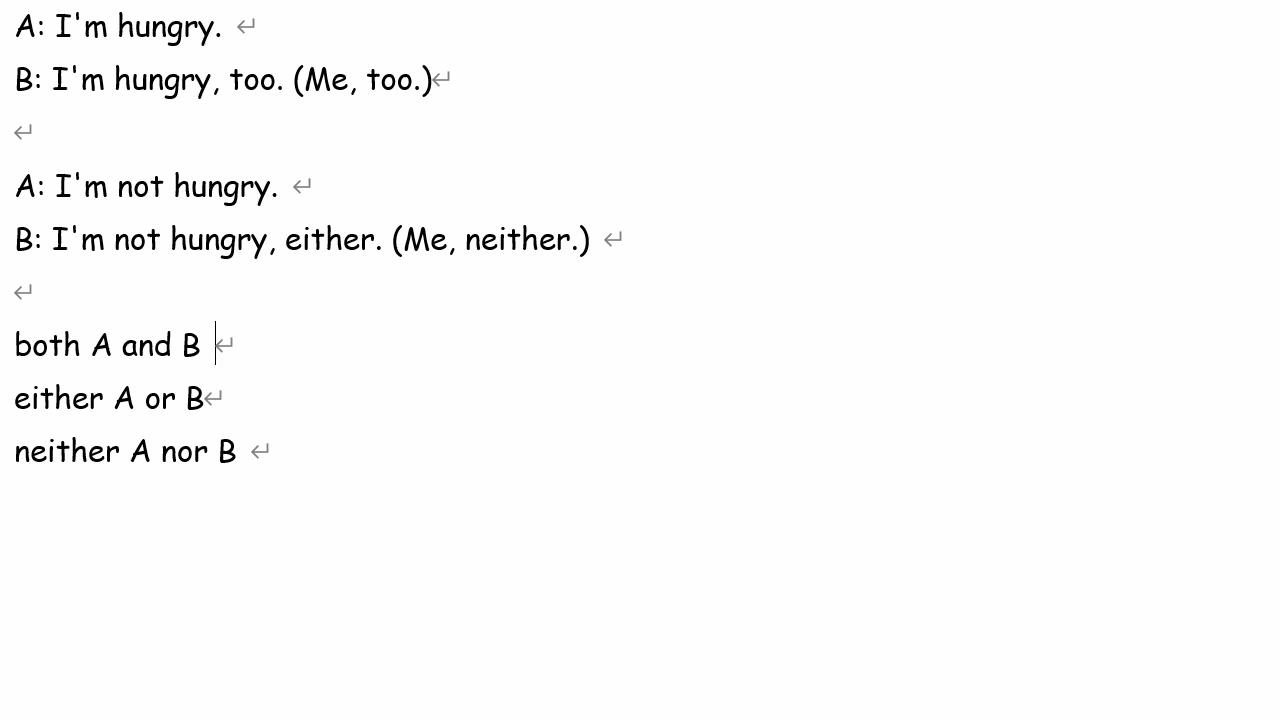 A: I'm hungry. ↵
B: I'm hungry, too. (Me, too.)↵
↵
A: I'm not hungry. ↵
B: I'm not hungry, either. (Me, neither.) ↵
↵
both A and B ↵
either A or B↵
neither A nor B ↵